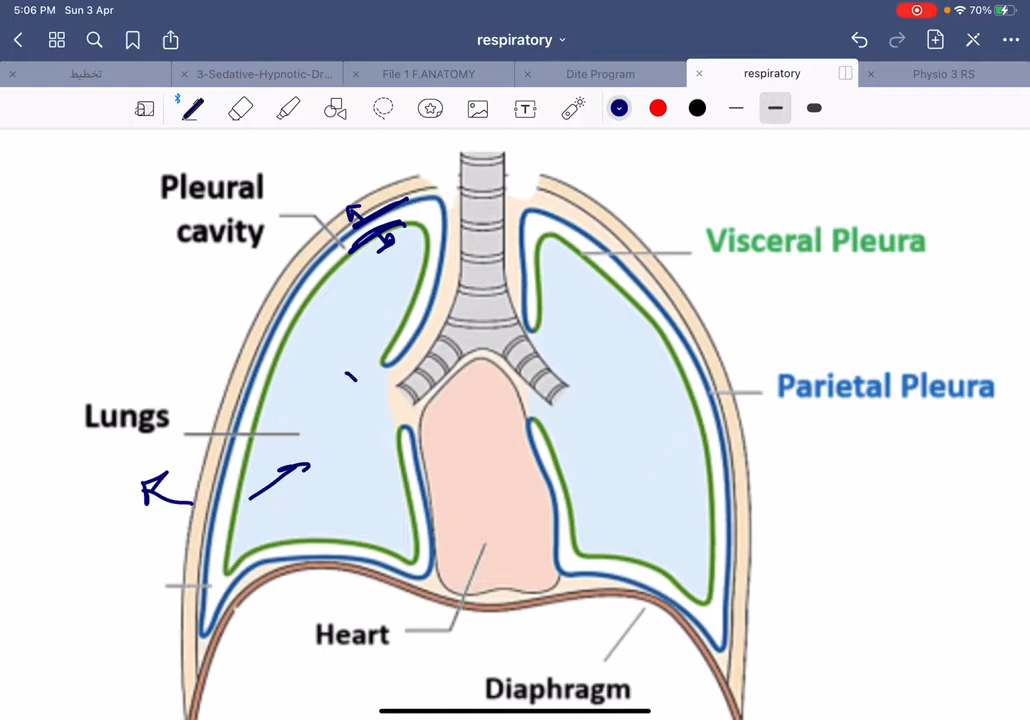 5:06 PM Sun 3 Apr
70%
respiratory
تخطيط
3-Sedative-Hypnotic-Dr...
File 1 F.ANATOMY
Dite Program
respiratory
Physio 3 RS
Pleural
cavity
Visceral Pleura
Parietal Pleura
Lungs
Heart
Diaphragm